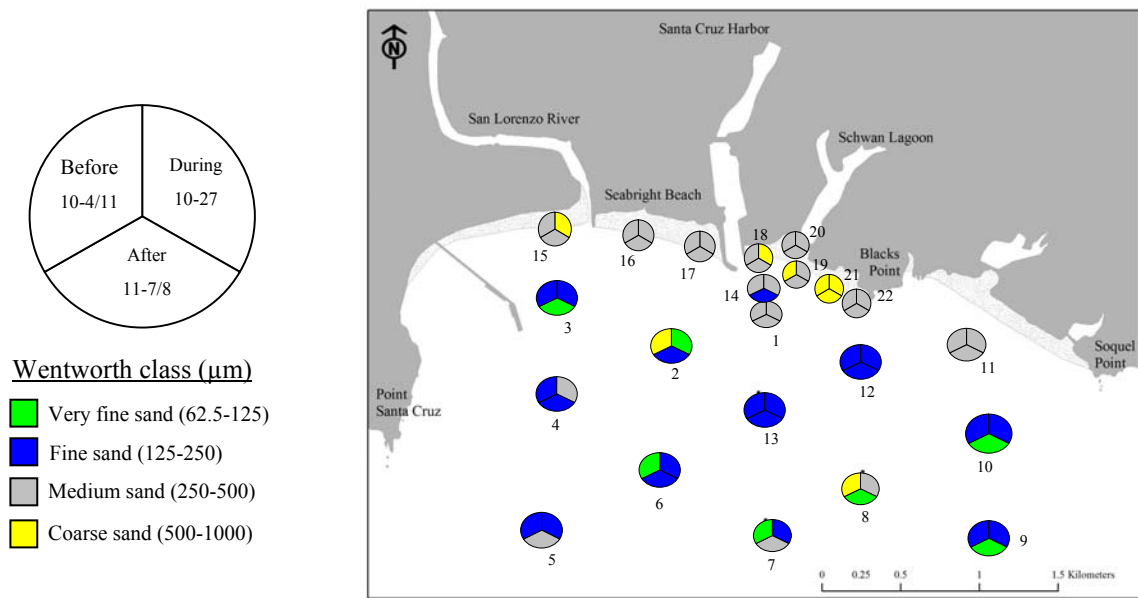 Before
10-4/11
During
10-27
After
11-7/8
Wentworth class (µm)
Very fine sand (62.5-125)
Fine sand (125-250)
Medium sand (250-500)
Coarse sand (500-1000)
N
Santa Cruz Harbor
San Lorenzo River
Schwan Lagoon
Seabright Beach
Blacks
Point
Soquel
Point
Point
Santa Cruz
15
16
17
18
20
19
21
22
14
1
3
2
12
11
4
13
10
6
8
5
7
9
0
0.25
0.5
1
1.5 Kilometers